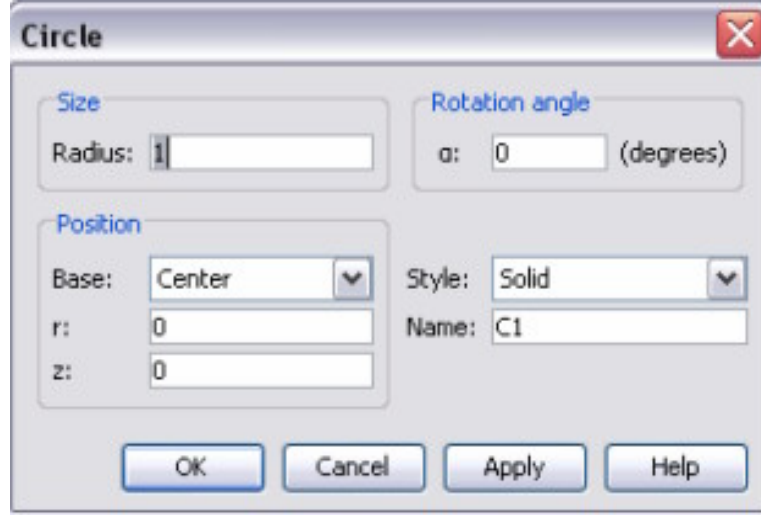 Circle
Size
Radius: 1
Rotation angle
α: 0 (degrees)
Position
Base: Center
r: 0
z: 0
Style: Solid
Name: C1
OK Cancel Apply Help